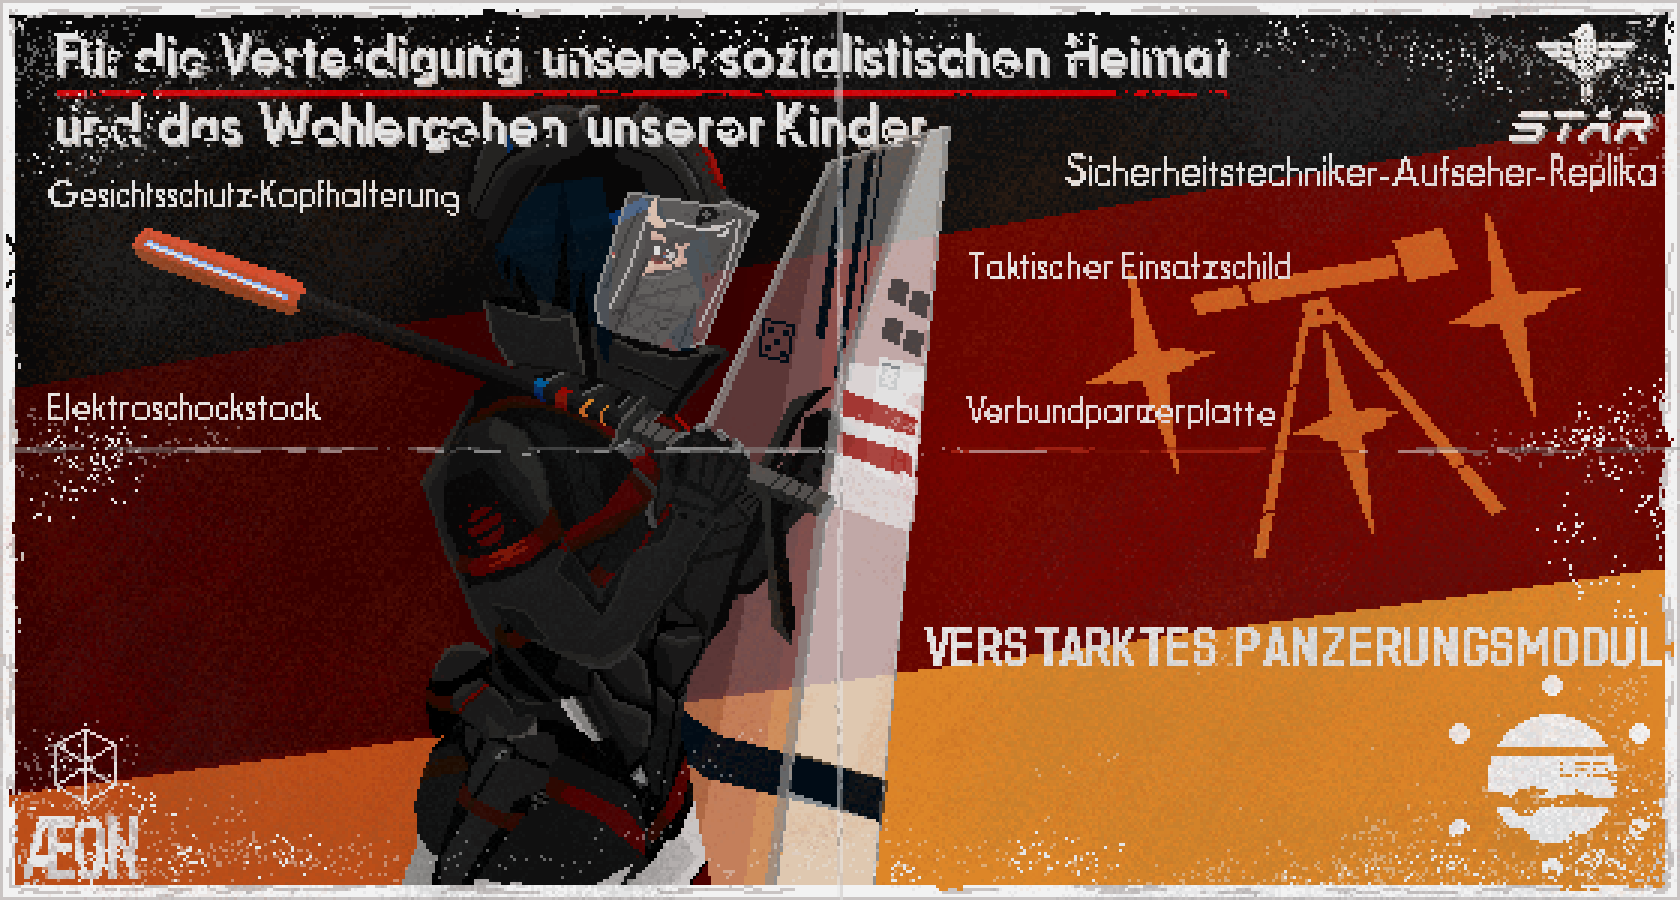 Für die Verteidigung unserer sozialistischen Heimat
und das Wohlergehen unserer Kinder
STAR
Sicherheitstechniker-Aufseher-Replika
Gesichtsschutz-Kopfhalterung
Taktischer Einsatzschild
Elektroschockstock
Verbundpanzerplatte
VERSTARKTES PANZERUNGSMODUL
ÆON